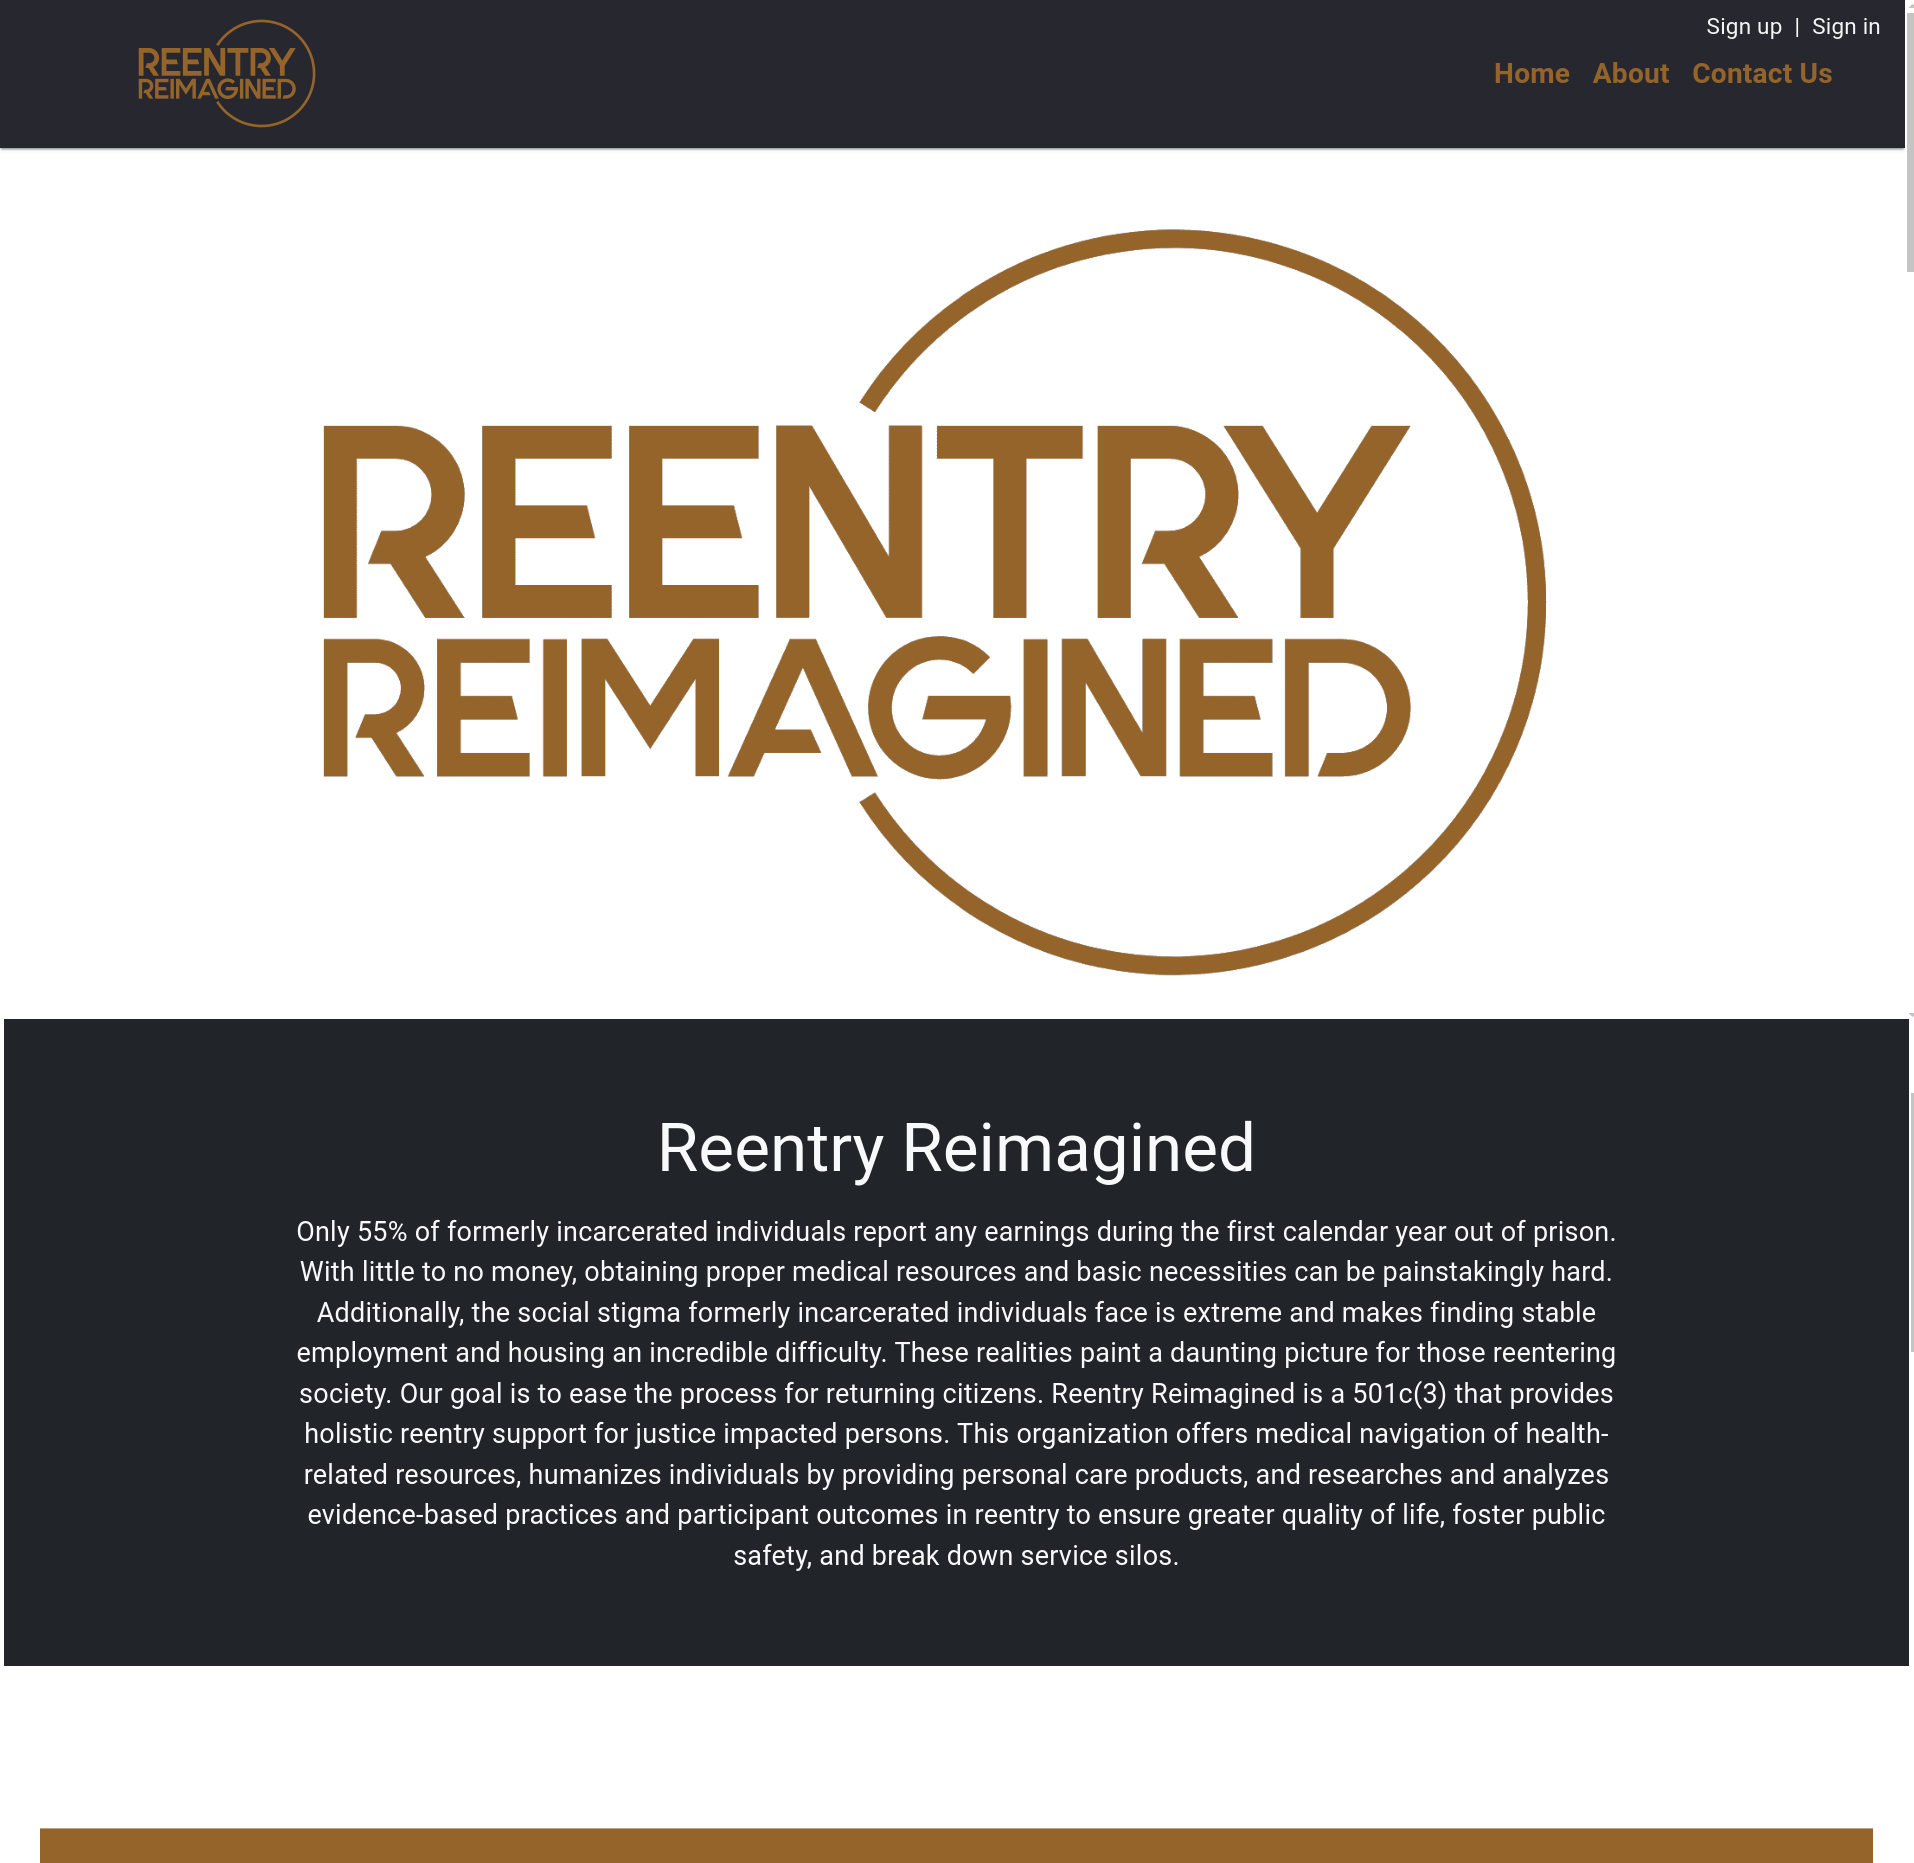 REENTRY
REIMAGINED
Sign up | Sign in
Home About Contact Us
REENTRY
REIMAGINED
Reentry Reimagined
Only 55% of formerly incarcerated individuals report any earnings during the first calendar year out of prison.
With little to no money, obtaining proper medical resources and basic necessities can be painstakingly hard.
Additionally, the social stigma formerly incarcerated individuals face is extreme and makes finding stable
employment and housing an incredible difficulty. These realities paint a daunting picture for those reentering
society. Our goal is to ease the process for returning citizens. Reentry Reimagined is a 501c(3) that provides
holistic reentry support for justice impacted persons. This organization offers medical navigation of health-
related resources, humanizes individuals by providing personal care products, and researches and analyzes
evidence-based practices and participant outcomes in reentry to ensure greater quality of life, foster public
safety, and break down service silos.